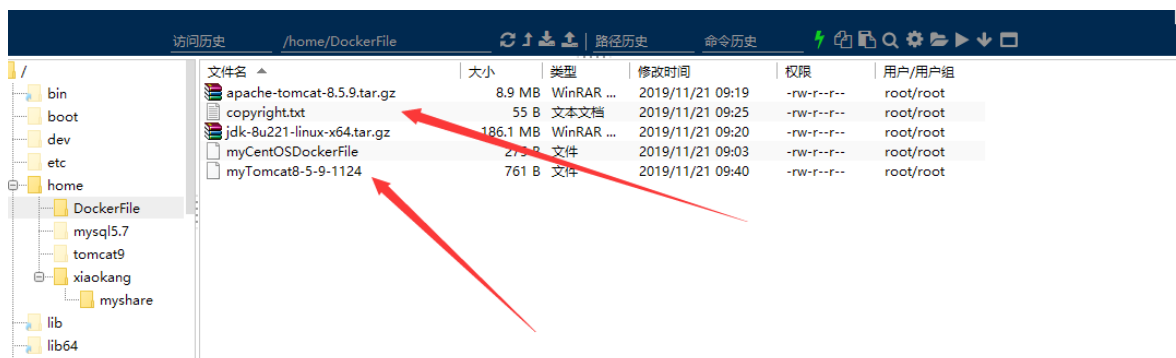 访问历史 /home/DockerFile 路径历史 命令历史
/
bin
boot
dev
etc
home
DockerFile
mysql5.7
tomcat9
xiaokang
myshare
lib
lib64
文件名 大小 类型 修改时间 权限 用户/用户组
apache-tomcat-8.5.9.tar.gz 8.9 MB WinRAR ... 2019/11/21 09:19 -rw-r--r-- root/root
copyright.txt 55 B 文本文档 2019/11/21 09:25 -rw-r--r-- root/root
jdk-8u221-linux-x64.tar.gz 186.1 MB WinRAR ... 2019/11/21 09:20 -rw-r--r-- root/root
myCentOSDockerFile B 文件 2019/11/21 09:03 -rw-r--r-- root/root
myTomcat8-5-9-1124 761 B 文件 2019/11/21 09:40 -rw-r--r-- root/root